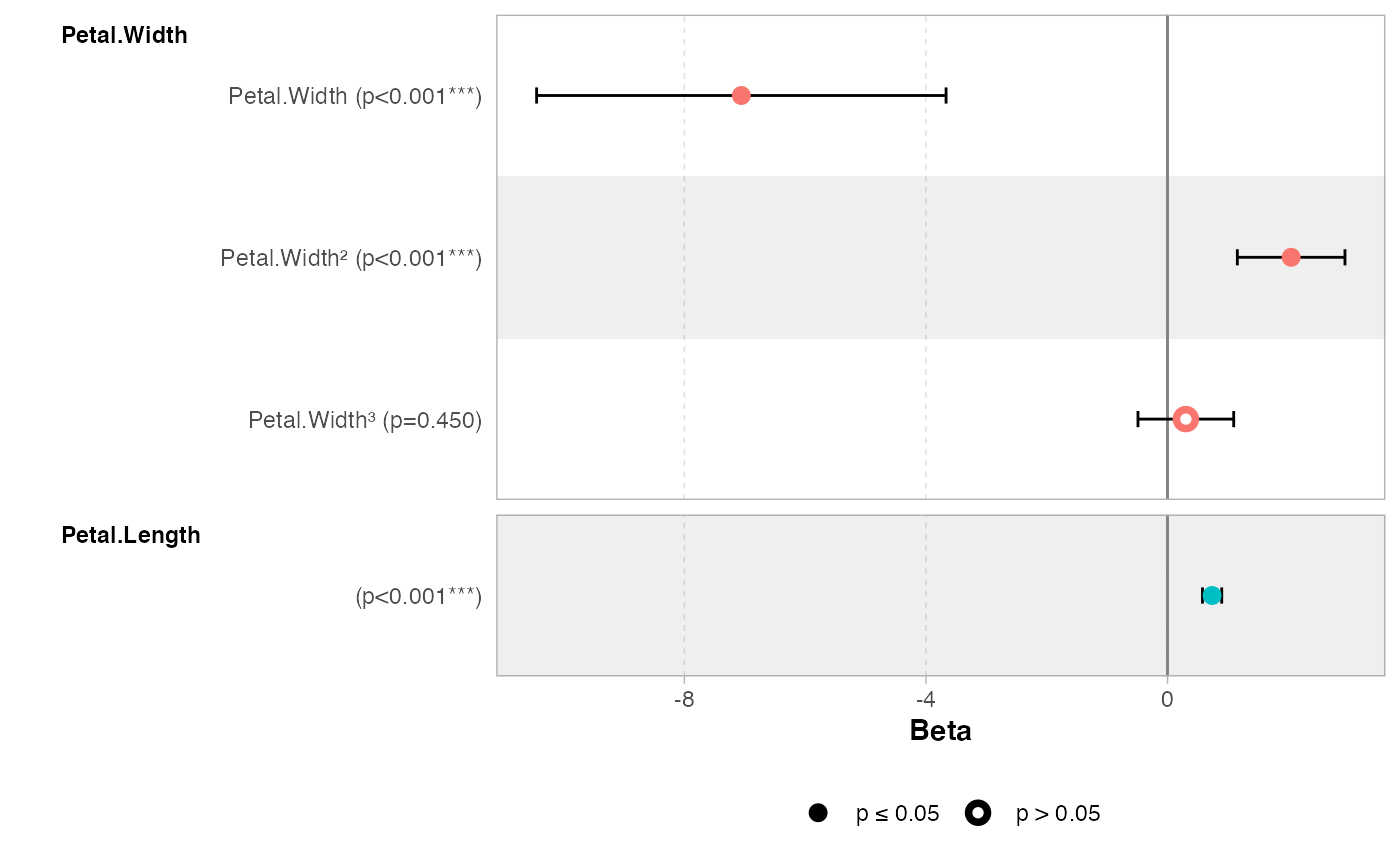 Petal.Width
Petal.Width (p<0.001***)
Petal.Width² (p<0.001***)
Petal.Width³ (p=0.450)
Petal.Length
(p<0.001***)
-8 -4 0
Beta
p ≤ 0.05 p > 0.05